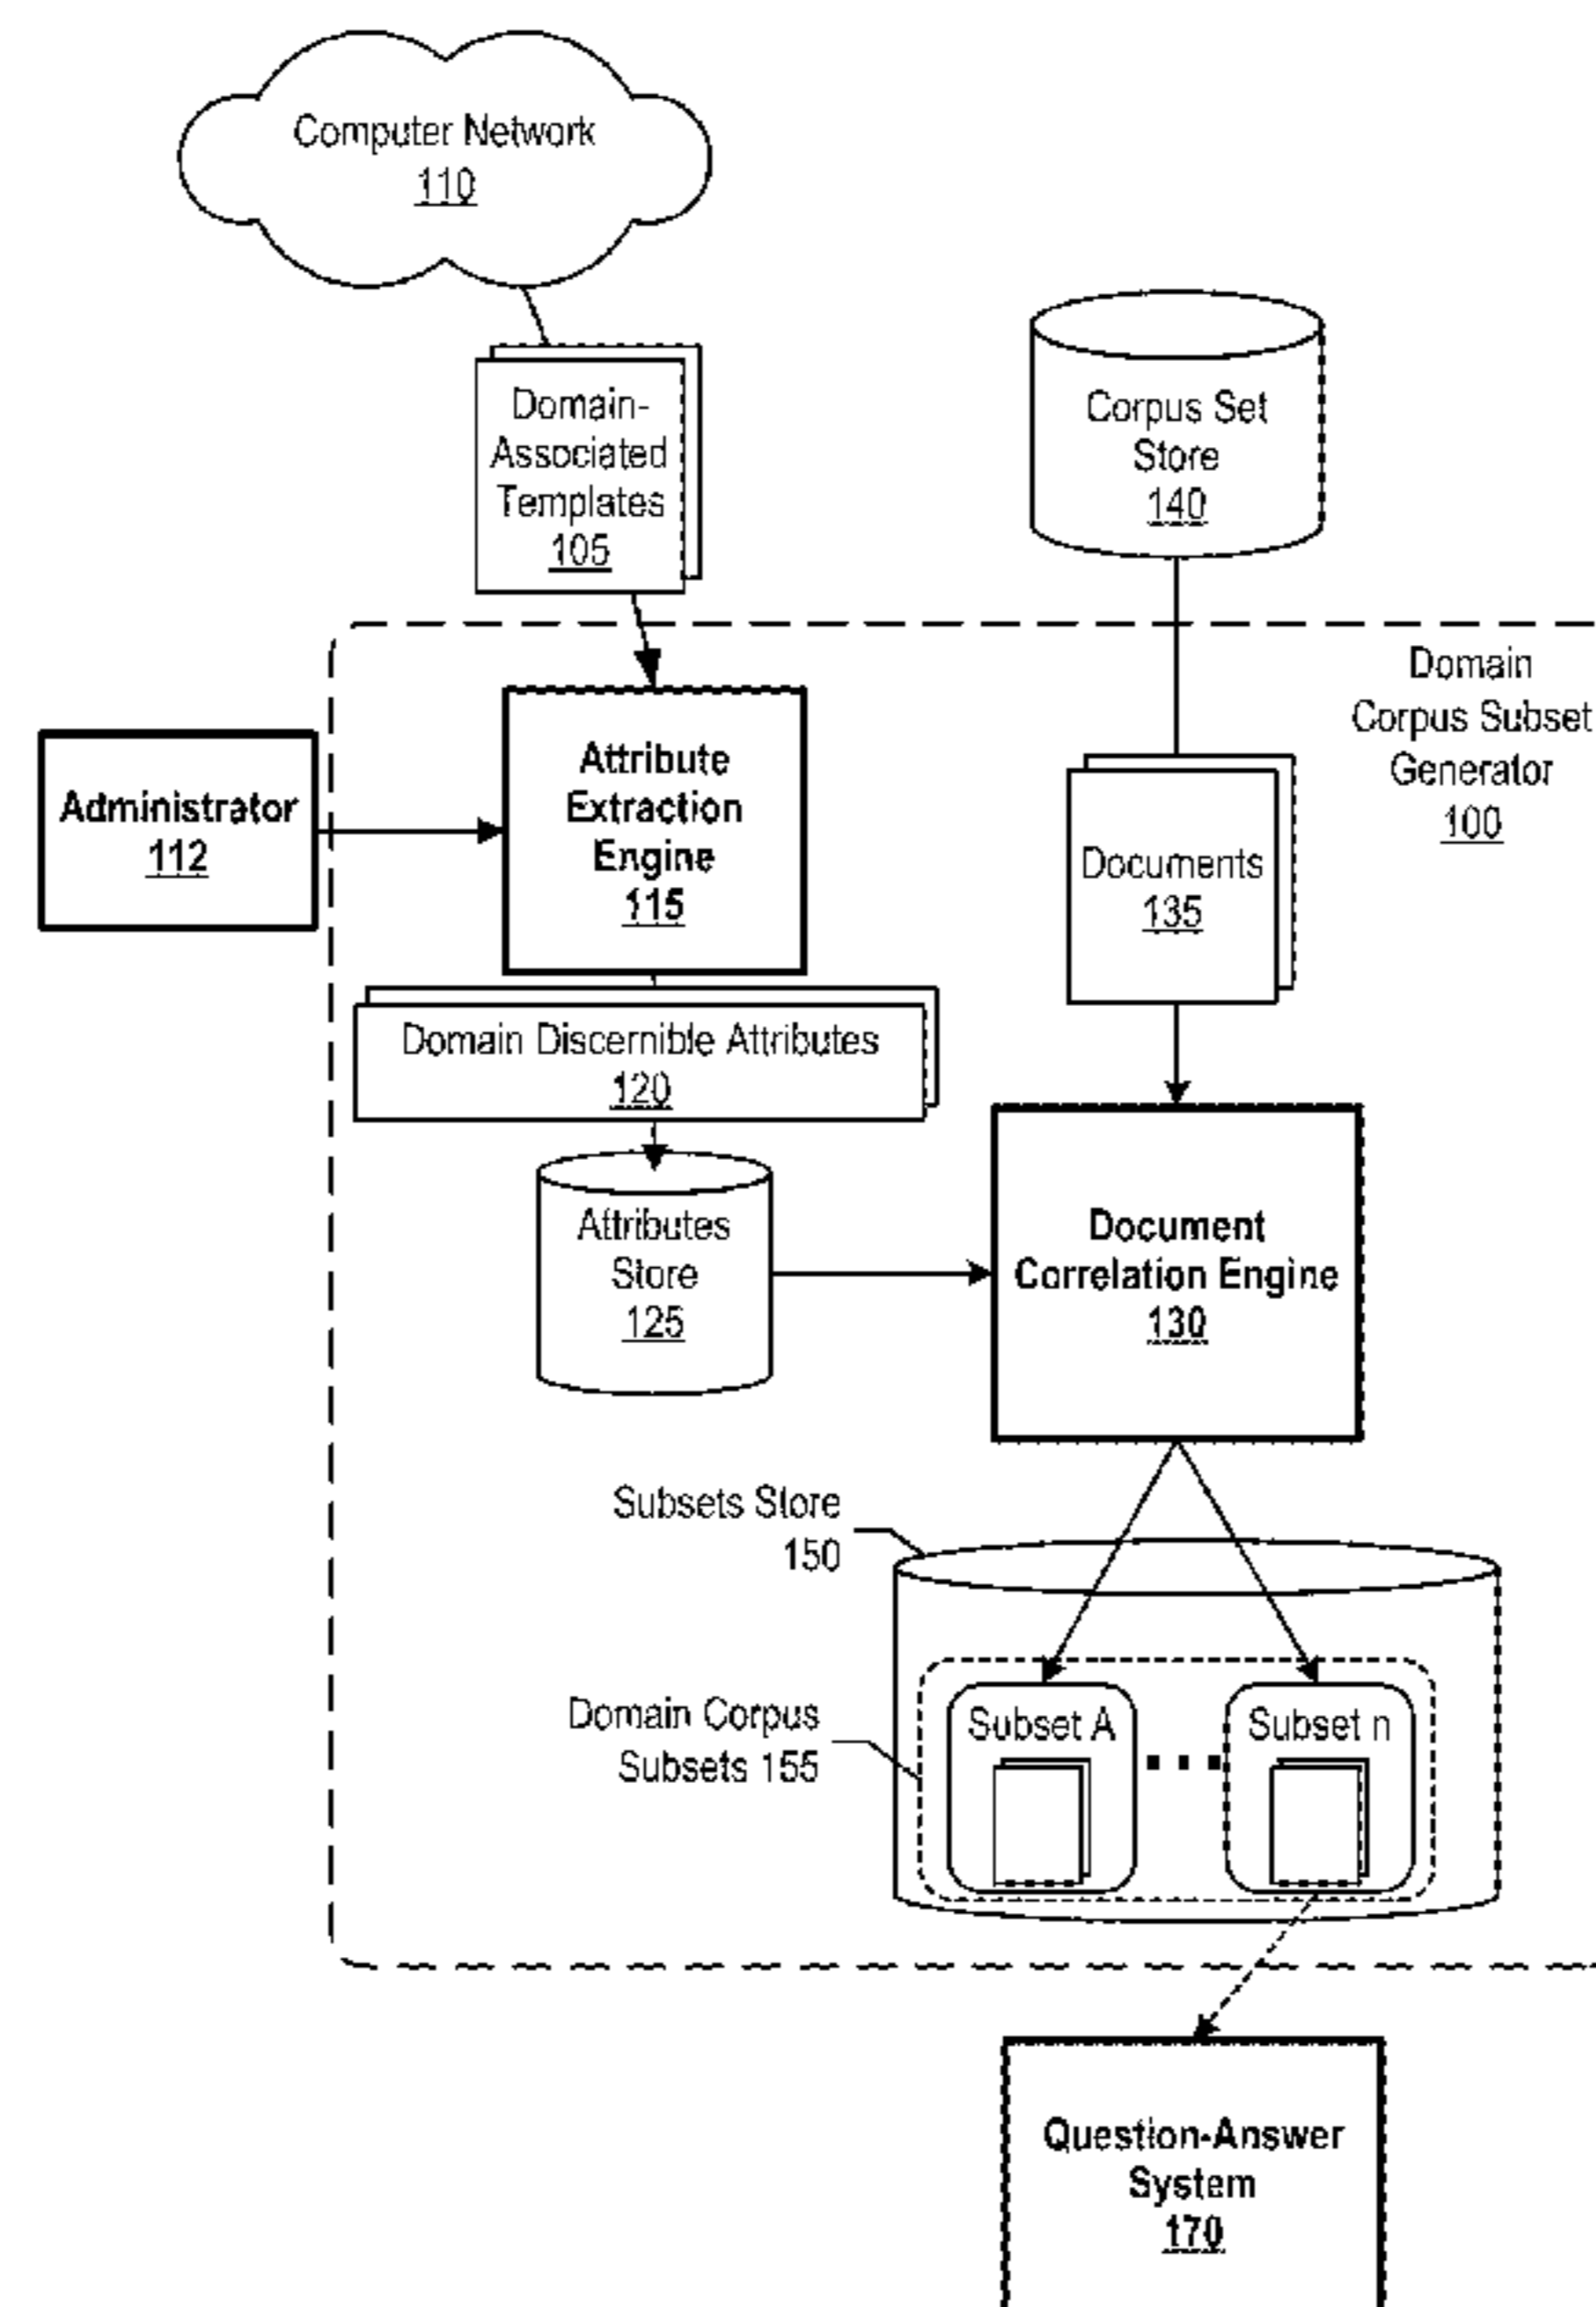 Computer Network
110
Domain-
Associated
Templates
105
Corpus Set
Store
140
Domain
Corpus Subset
Generator
100
Administrator
112
Attribute
Extraction
Engine
115
Documents
135
Domain Discernible Attributes
120
Attributes
Store
125
Document
Correlation Engine
130
Subsets Store
150
Domain Corpus
Subsets 155
Subset A
Subset n
Question-Answer
System
170